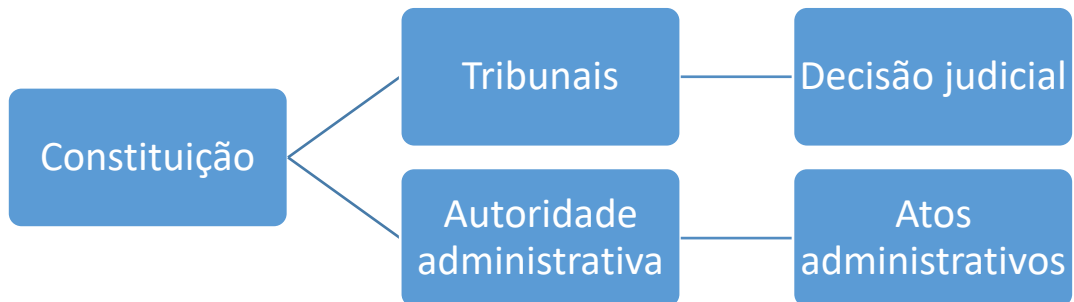 Constituição
Tribunais
Decisão judicial
Autoridade
administrativa
Atos
administrativos